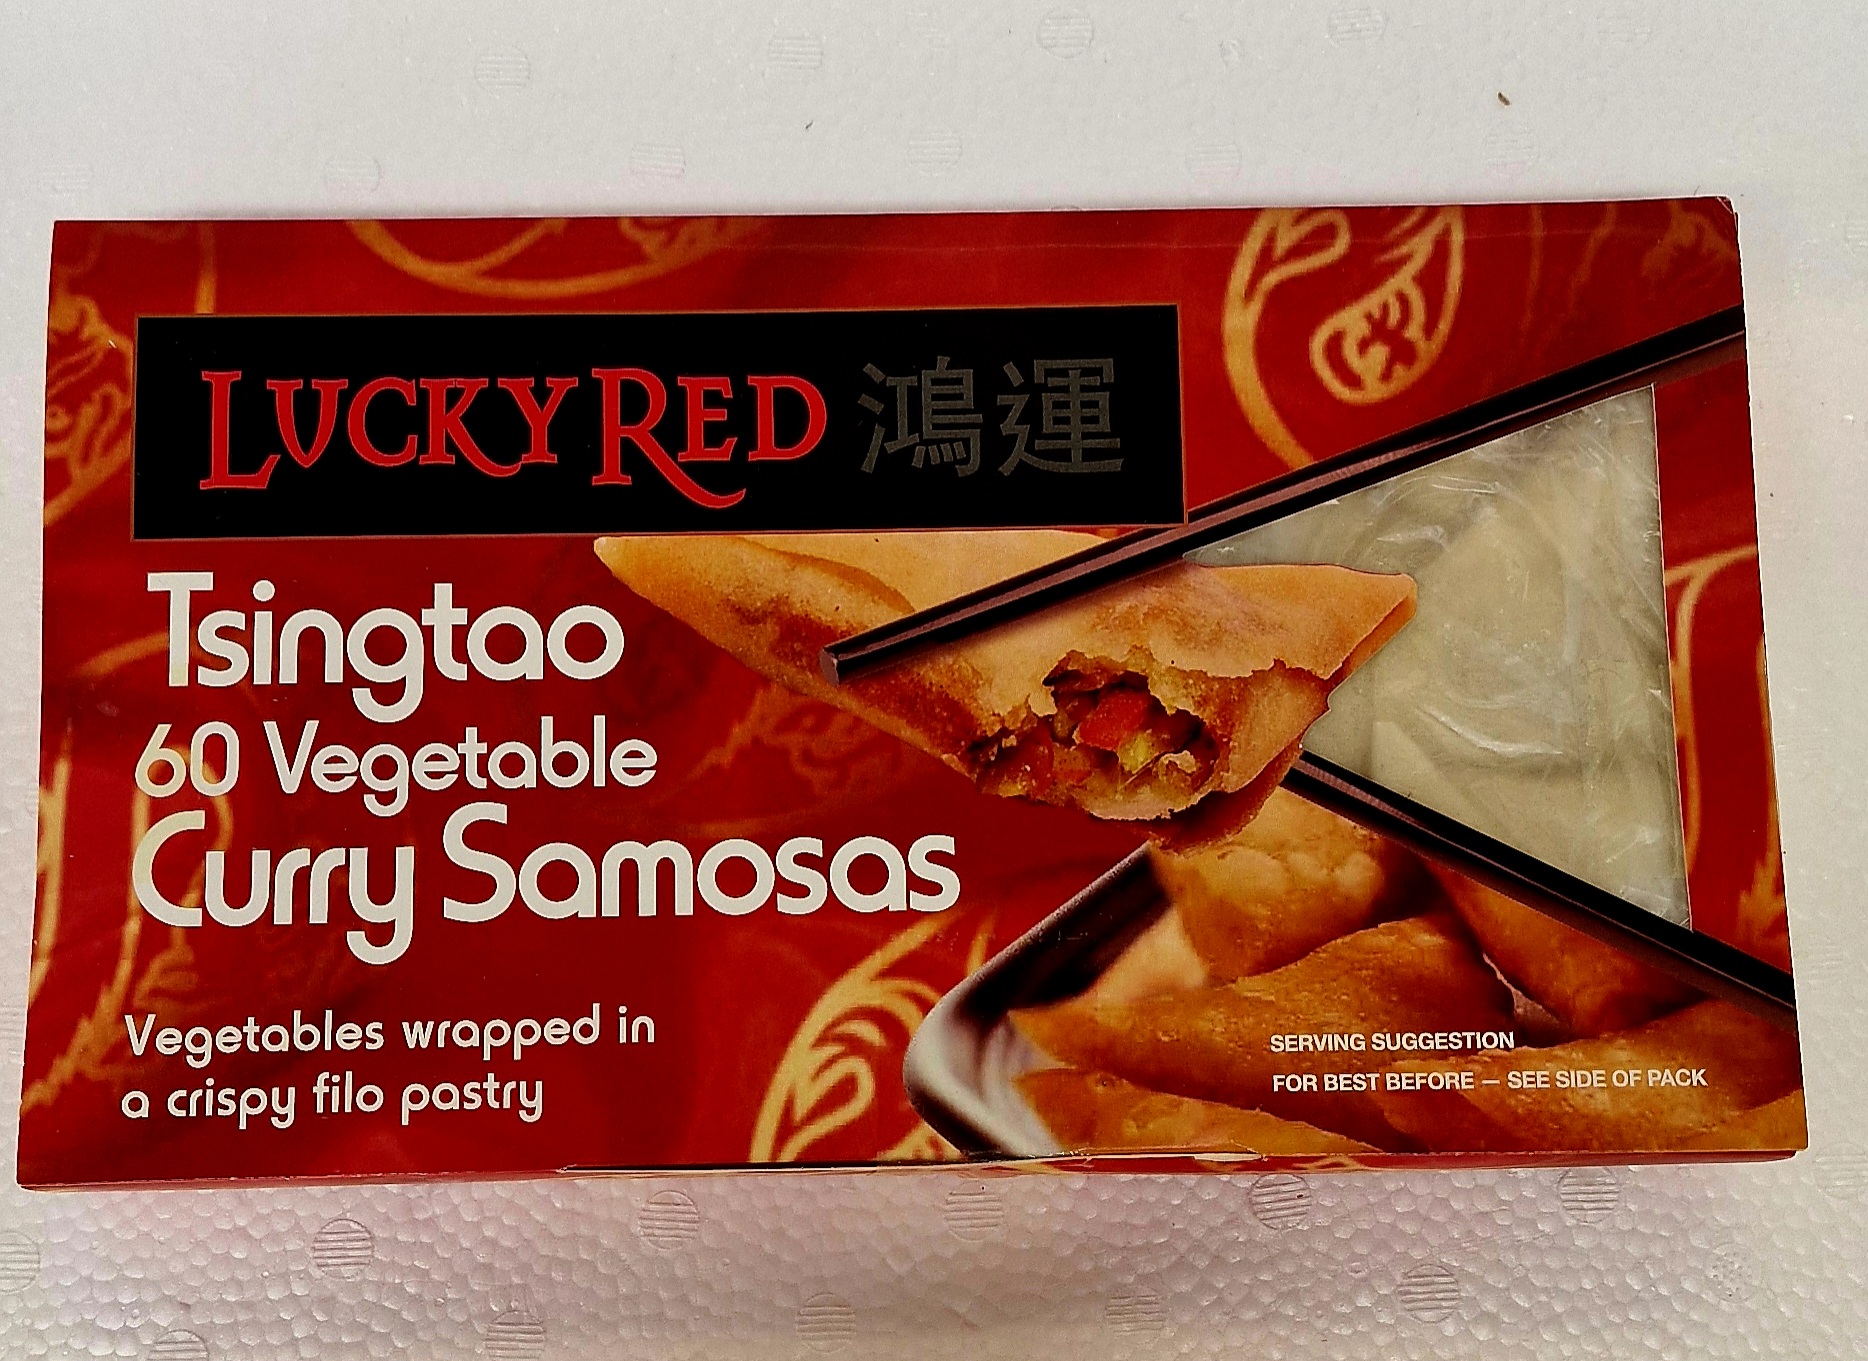 LUCKY RED 鴻運
Tsingtao
60 Vegetable
Curry Samosas
Vegetables wrapped in
a crispy filo pastry
SERVING SUGGESTION
FOR BEST BEFORE – SEE SIDE OF PACK